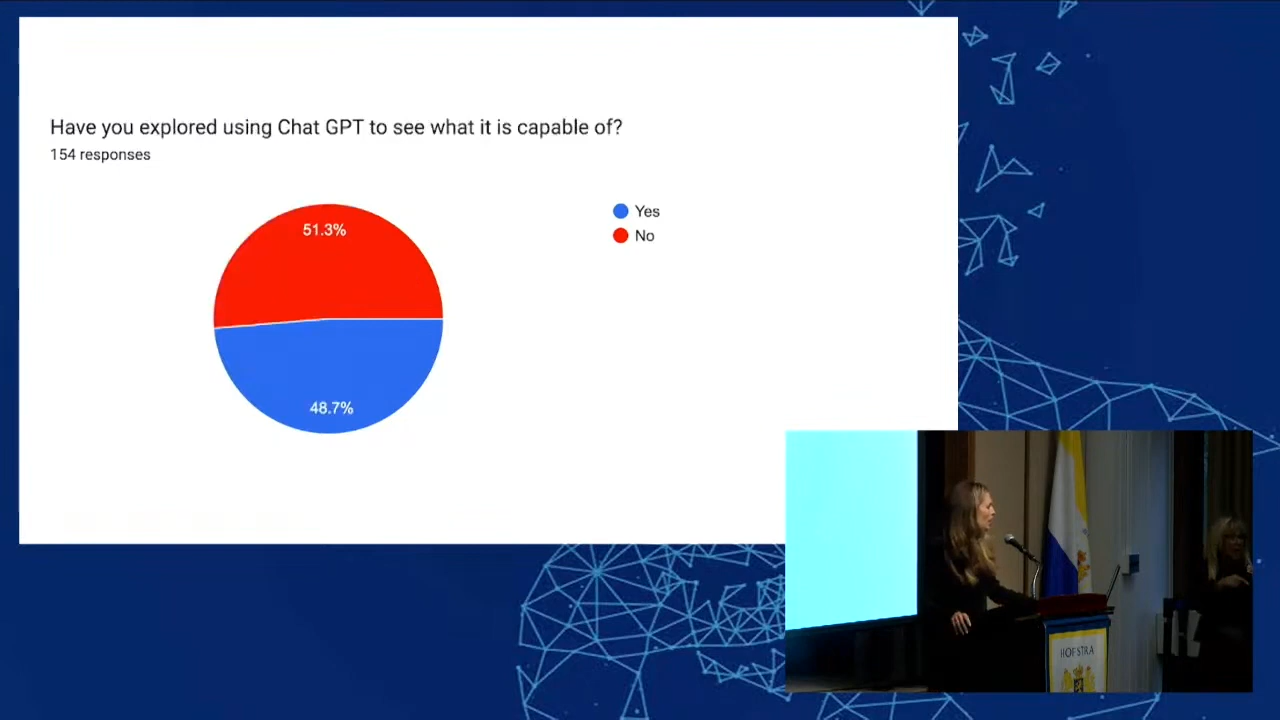 Have you explored using Chat GPT to see what it is capable of?
154 responses
51.3%
48.7%
Yes
No
HOFSTRA